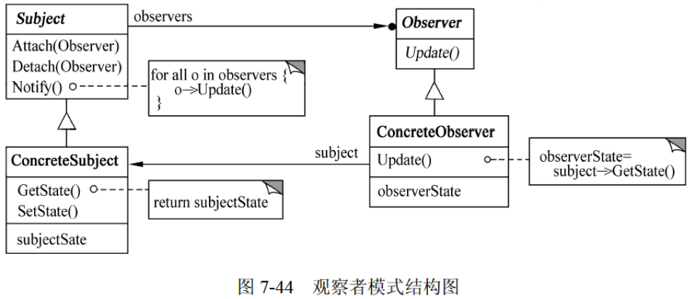 Subject
observers
Observer
Attach(Observer)
Detach(Observer)
Notify()
for all o in observers {
o->Update()
}
Update()
ConcreteSubject
GetState()
SetState()
subjectSate
return subjectState
subject
ConcreteObserver
Update()
observerState
observerState=
subject->GetState()
图 7-44 观察者模式结构图